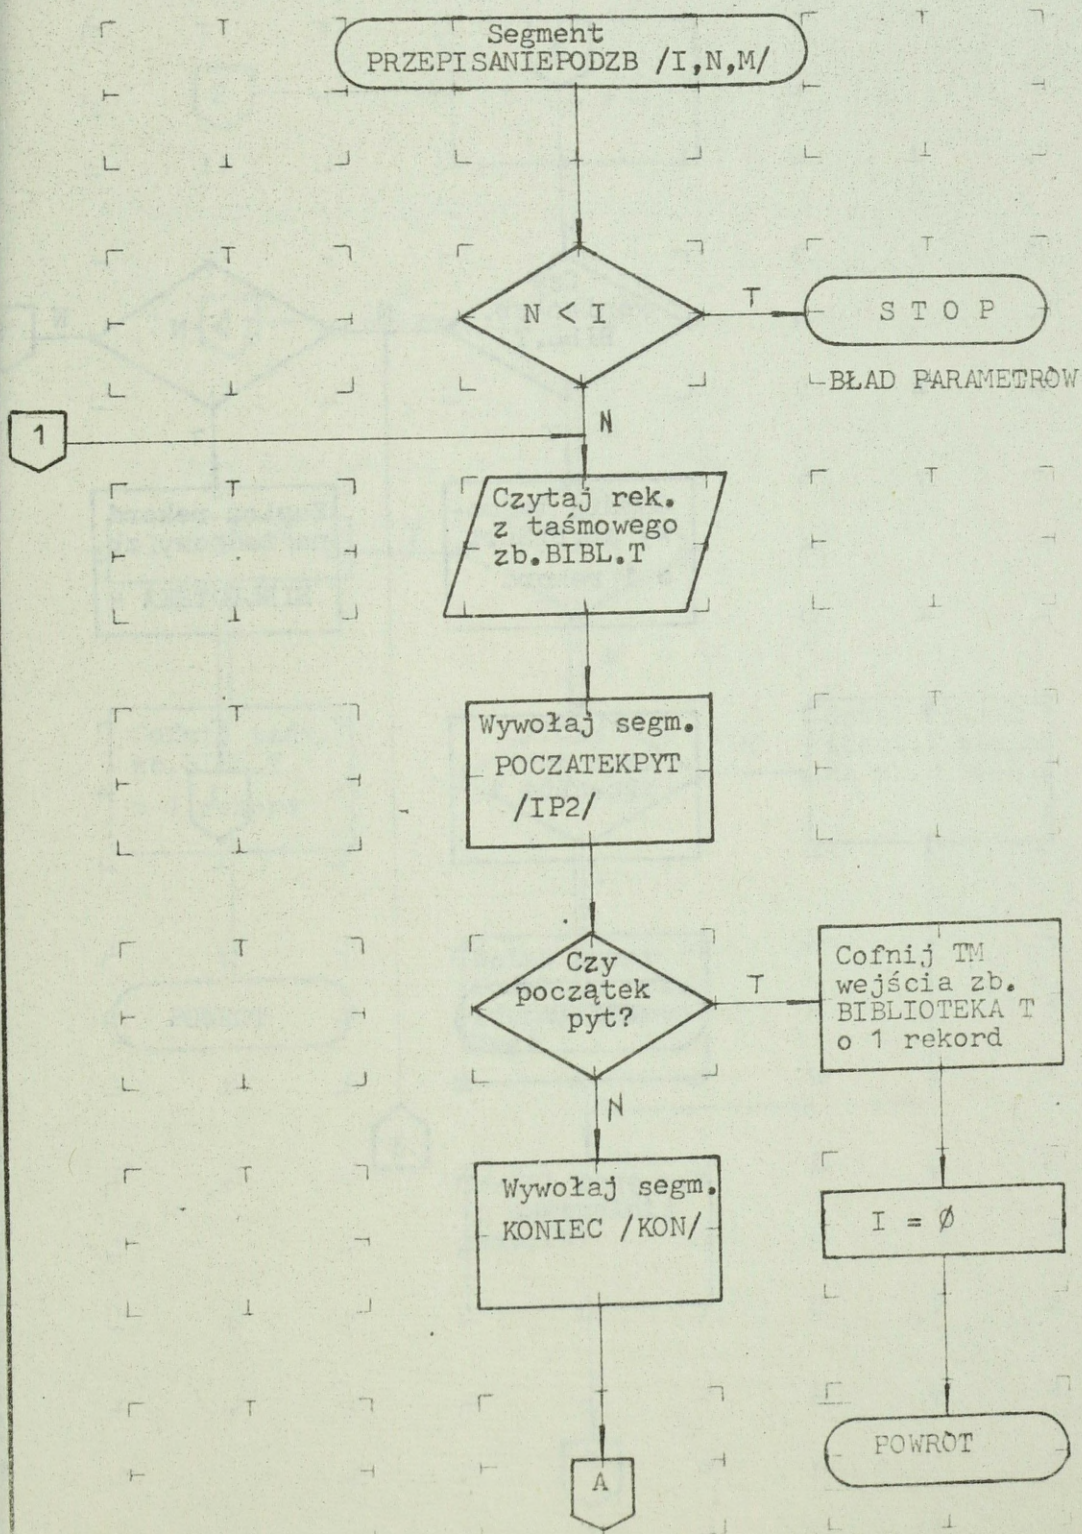 Segment
PRZEPISANIEPODZB /I,N,M/
N < I
T
S T O P
BŁAD PARAMETRÓW
N
1
Czytaj rek.
z taśmowego
zb.BIBL.T
Wywołaj segm.
POCZATEKPYT
/IP2/
Czy
początek
pyt?
T
Cofnij TM
wejścia zb.
BIBLIOTEKA T
o 1 rekord
N
Wywołaj segm.
KONIEC /KON/
I = Ø
POWRÓT
A